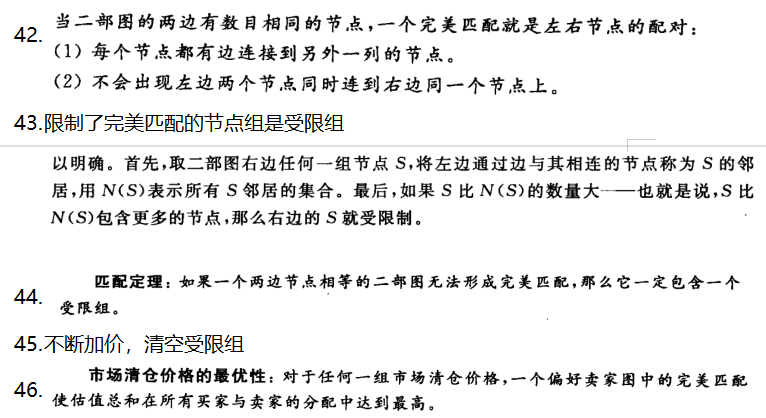 42. 当二部图的两边有数目相同的节点,一个完美匹配就是左右节点的配对:
(1) 每个节点都有边连接到另外一列的节点。
(2) 不会出现左边两个节点同时连到右边同一个节点上。
43.限制了完美匹配的节点组是受限组
以明确。首先,取二部图右边任何一组节点 S,将左边通过边与其相连的节点称为 S 的邻
居,用 N(S)表示所有 S 邻居的集合。最后,如果 S 比 N(S)的数量大——也就是说,S 比
N(S)包含更多的节点,那么右边的 S 就受限制。
44. 匹配定理:如果一个两边节点相等的二部图无法形成完美匹配,那么它一定包含一个
受限组。
45.不断加价，清空受限组
46. 市场清仓价格的最优性:对于任何一组市场清仓价格,一个偏好卖家图中的完美匹配
使估值总和在所有买家与卖家的分配中达到最高。